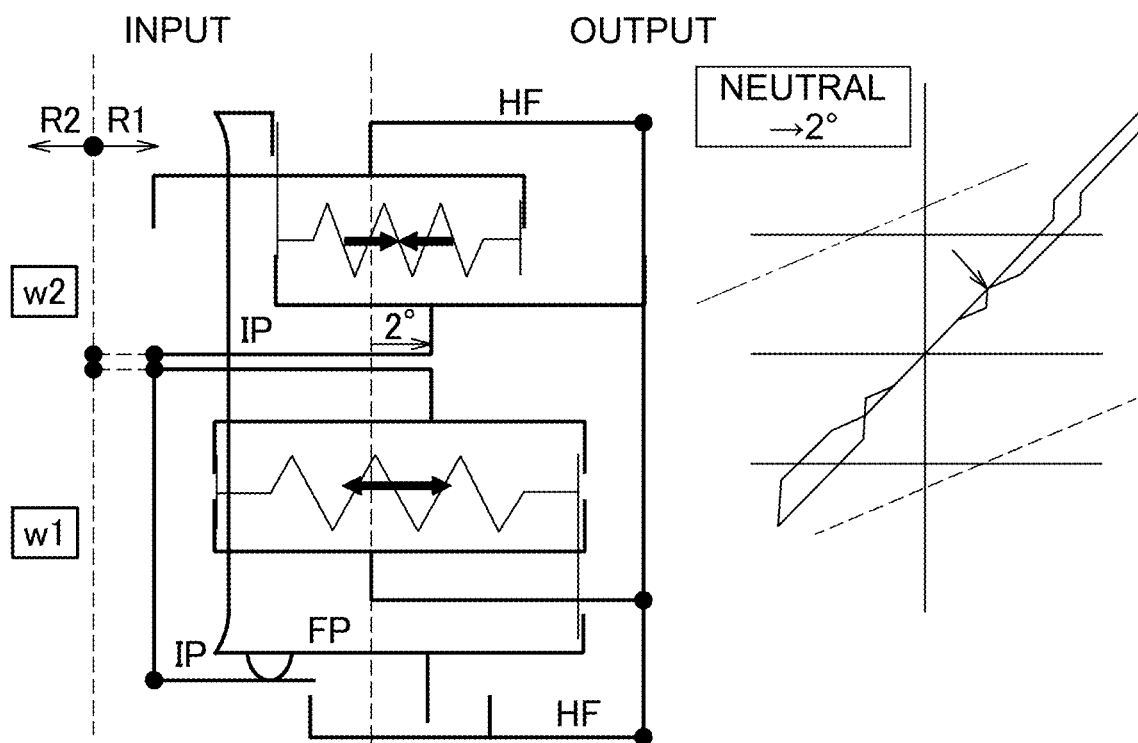 INPUT
OUTPUT
NEUTRAL
→2°
HF
R2
R1
w2
IP
2°
w1
FP
IP
HF